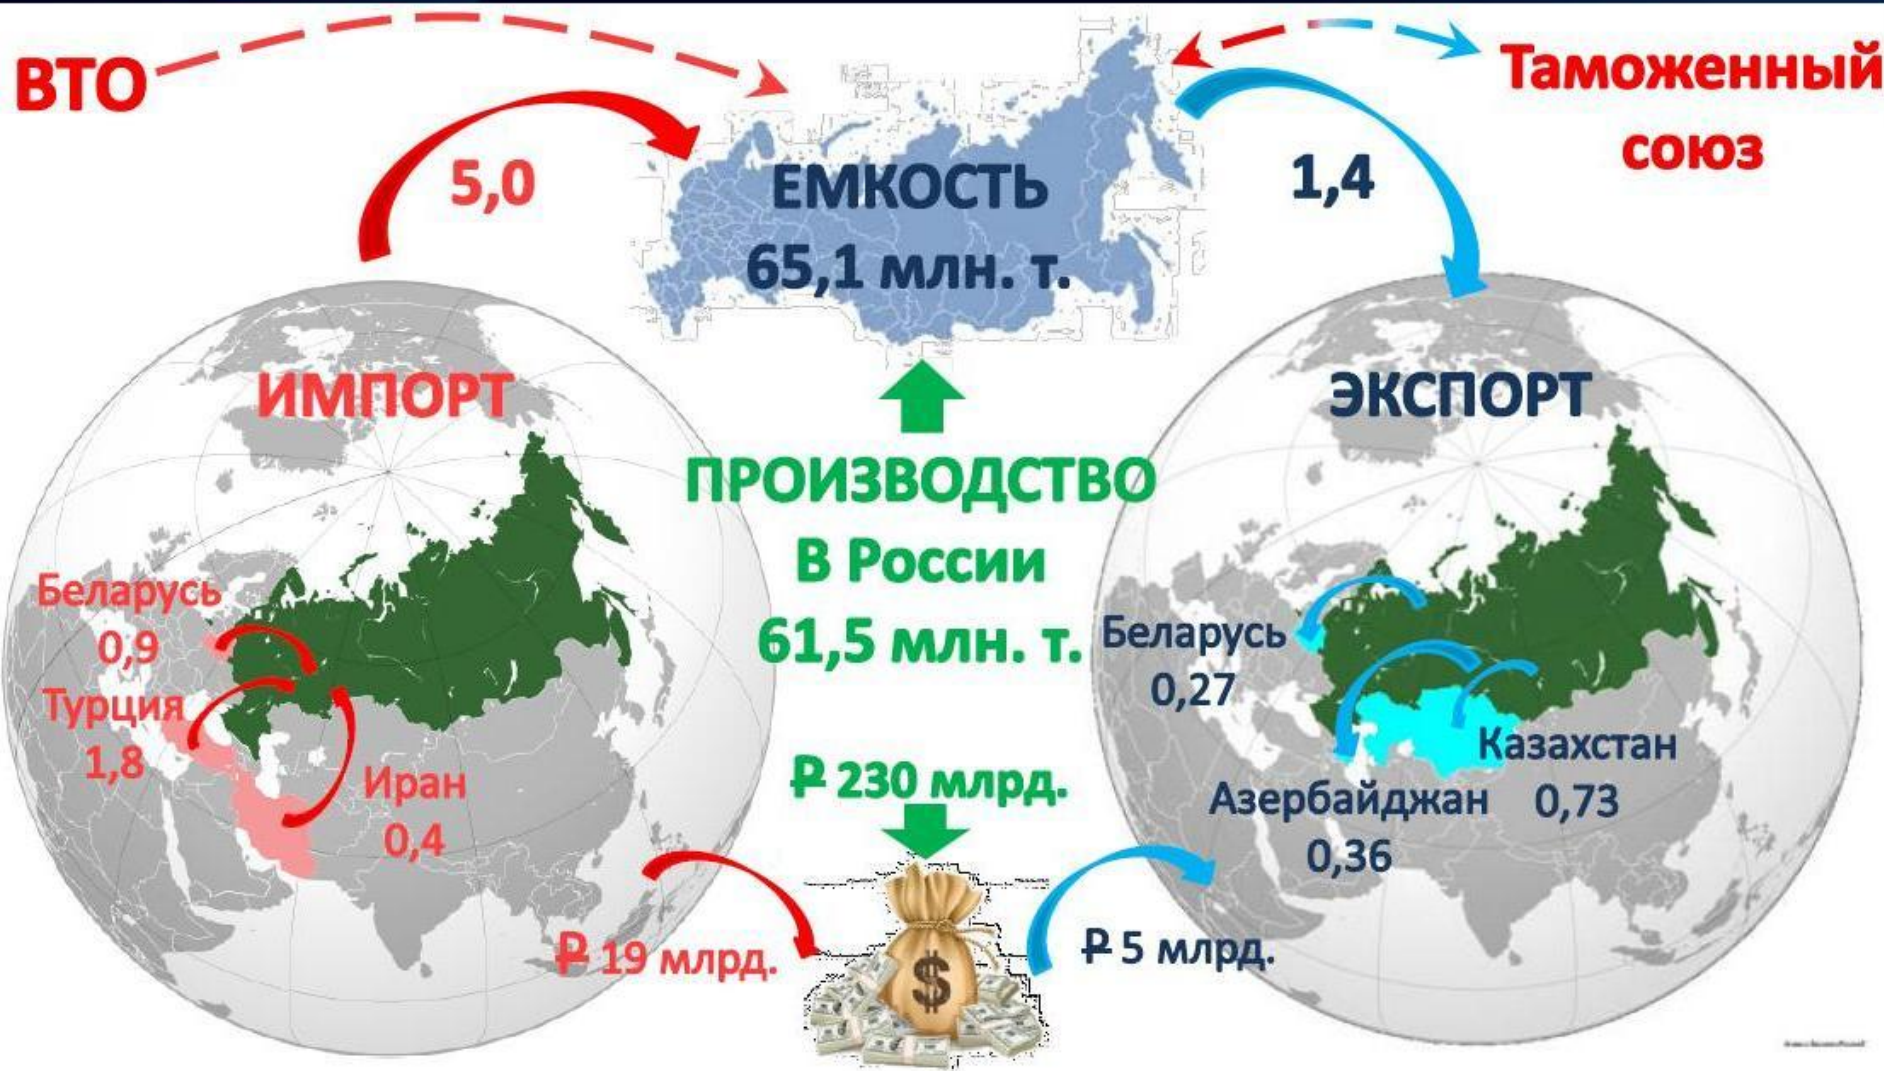 ВТО
Таможенный
союз
5,0
ЕМКОСТЬ
65,1 млн. т.
1,4
ИМПОРТ
ЭКСПОРТ
ПРОИЗВОДСТВО
В России
61,5 млн. т.
Беларусь
0,9
Турция
1,8
Иран
0,4
Беларусь
0,27
Казахстан
0,73
Азербайджан
0,36
₽ 230 млрд.
₽ 19 млрд.
$
₽ 5 млрд.